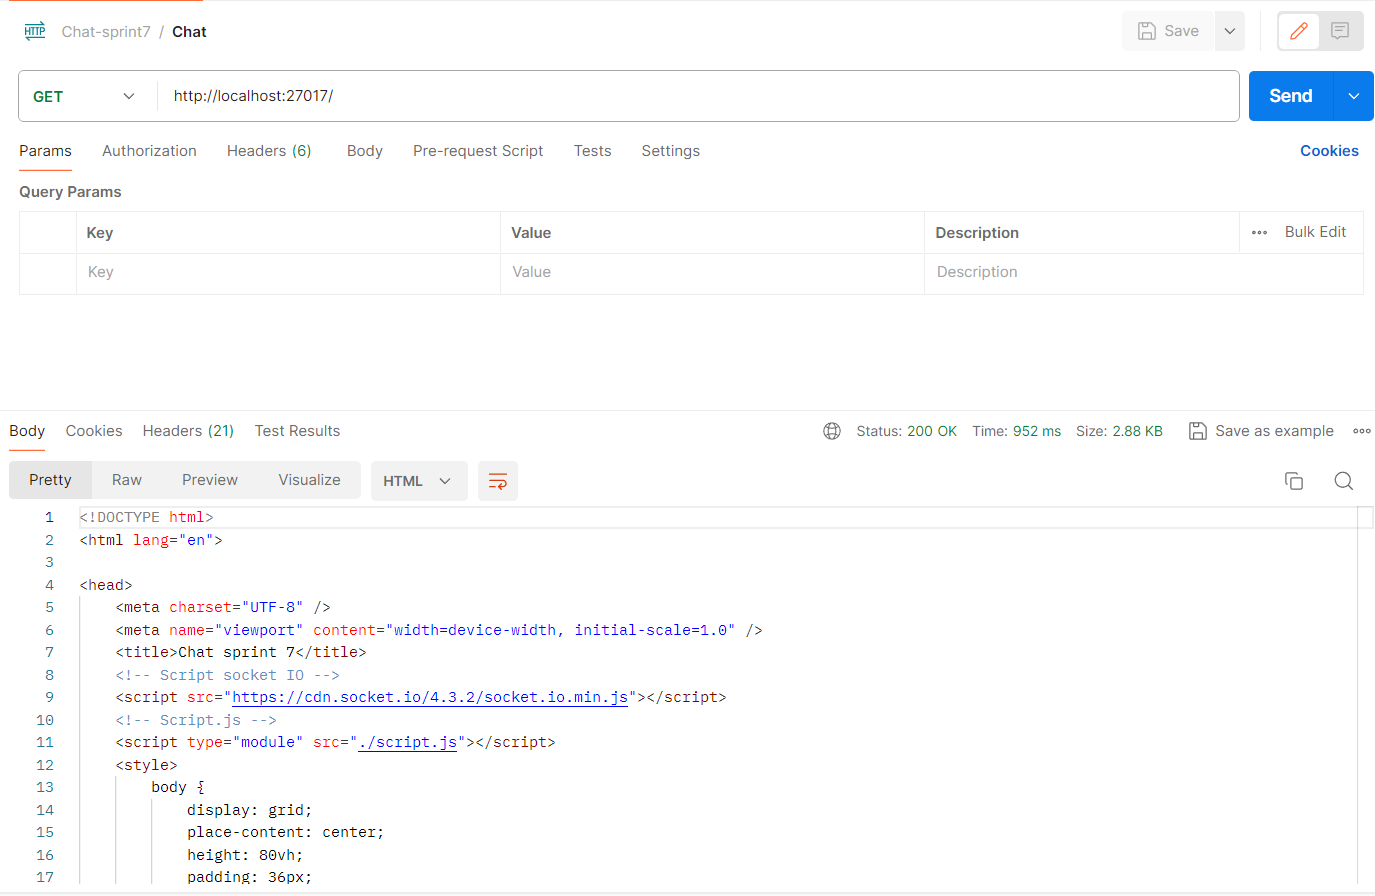 HTTP Chat-sprint7 / Chat Save
GET http://localhost:27017/ Send
Params Authorization Headers (6) Body Pre-request Script Tests Settings Cookies
Query Params
Key Value Description ••• Bulk Edit
Key Value Description
Body Cookies Headers (21) Test Results Status: 200 OK Time: 952 ms Size: 2.88 KB Save as example
Pretty Raw Preview Visualize HTML
1 <!DOCTYPE html>
2 <html lang="en">
3
4 <head>
5 <meta charset="UTF-8" />
6 <meta name="viewport" content="width=device-width, initial-scale=1.0" />
7 <title>Chat sprint 7</title>
8 <!-- Script socket IO -->
9 <script src="https://cdn.socket.io/4.3.2/socket.io.min.js"></script>
10 <!-- Script.js -->
11 <script type="module" src="./script.js"></script>
12 <style>
13 body {
14 display: grid;
15 place-content: center;
16 height: 80vh;
17 padding: 36px;